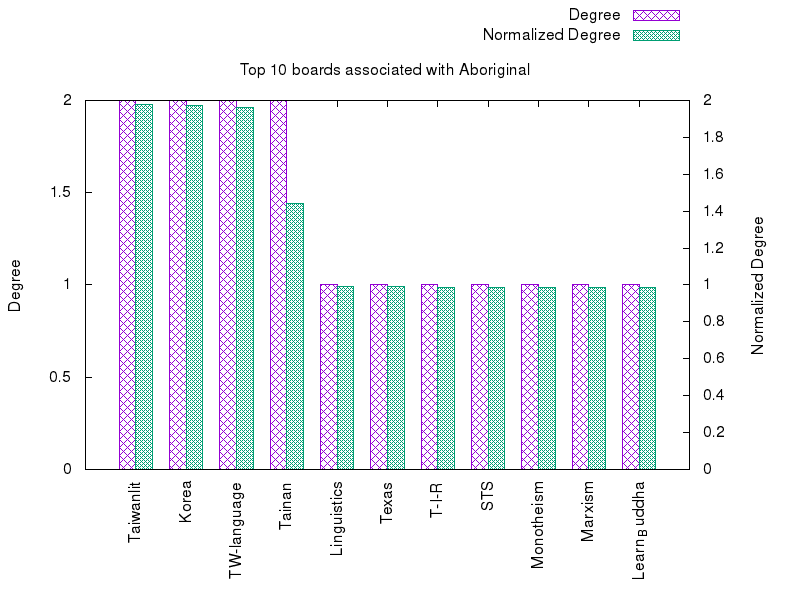 Degree
Normalized Degree
Top 10 boards associated with Aboriginal
2
1.5
1
0.5
0
Degree
2
1.8
1.6
1.4
1.2
1
0.8
0.6
0.4
0.2
0
Normalized Degree
Taiwanlit
Korea
TW-language
Tainan
Linguistics
Texas
T-I-R
STS
Monotheism
Marxism
LearnBuddha